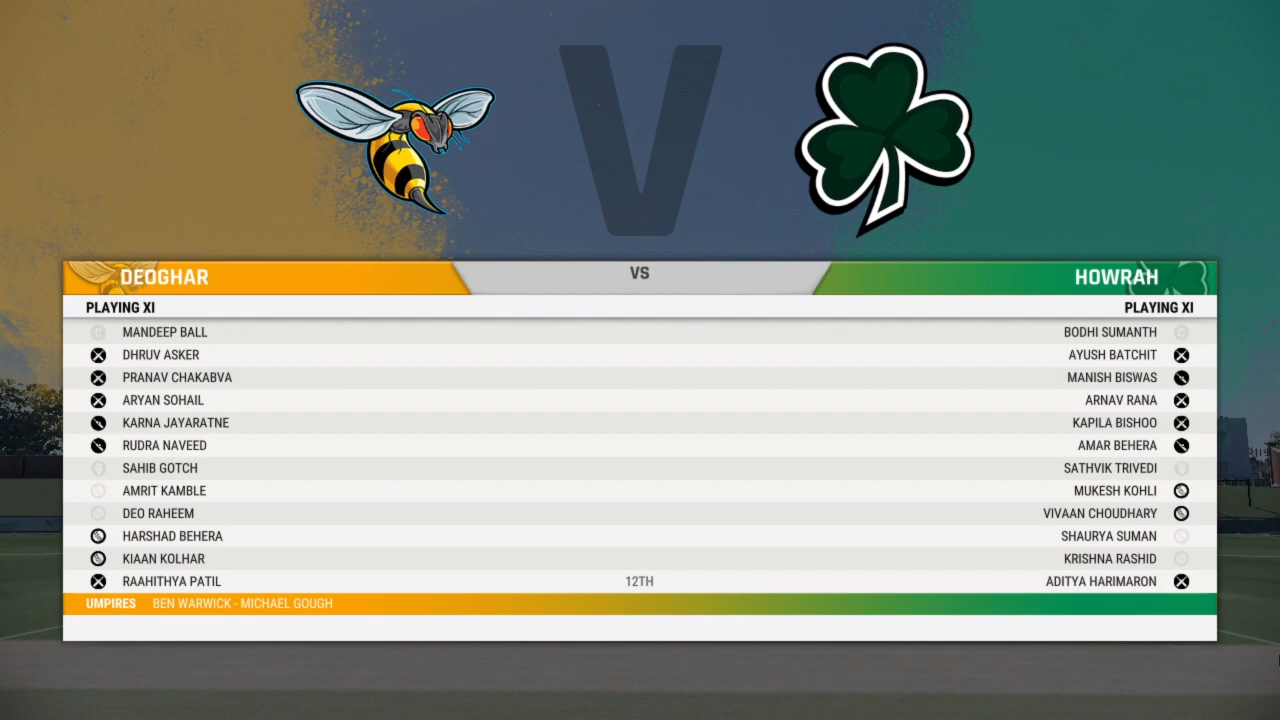 V
DEOGHAR VS HOWRAH
PLAYING XI PLAYING XI
MANDEEP BALL BODHI SUMANTH
DHRUV ASKER AYUSH BATCHIT
PRANAV CHAKABVA MANISH BISWAS
ARYAN SOHAIL ARNAV RANA
KARNA JAYARATNE KAPILA BISHOO
RUDRA NAVEED AMAR BEHERA
SAHIB GOTCH SATHVIK TRIVEDI
AMRIT KAMBLE MUKESH KOHLI
DEO RAHEEM VIVAAN CHOUDHARY
HARSHAD BEHERA SHAURYA SUMAN
KIAAN KOLHAR KRISHNA RASHID
RAAHITHYA PATIL 12TH ADITYA HARIMARON
UMPIRES BEN WARWICK - MICHAEL GOUGH